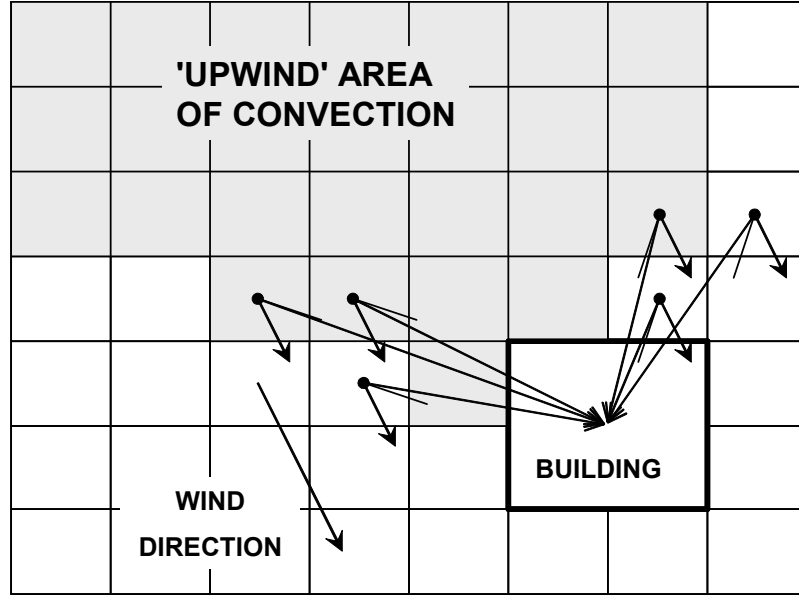 'UPWIND' AREA
OF CONVECTION
BUILDING
WIND
DIRECTION